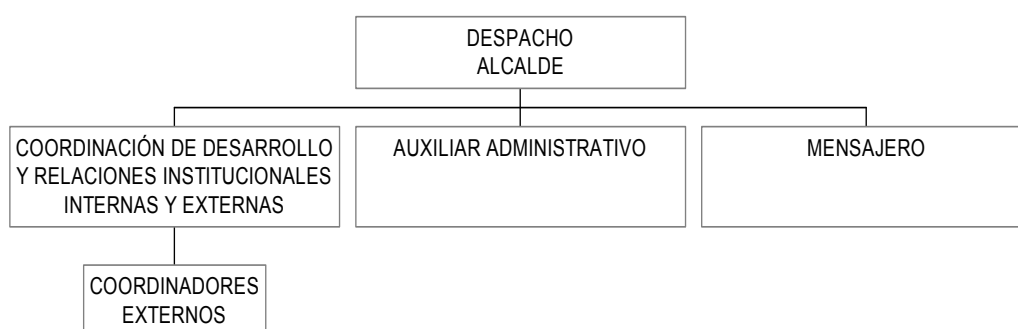 DESPACHO
ALCALDE
COORDINACIÓN DE DESARROLLO
Y RELACIONES INSTITUCIONALES
INTERNAS Y EXTERNAS
AUXILIAR ADMINISTRATIVO
MENSAJERO
COORDINADORES
EXTERNOS